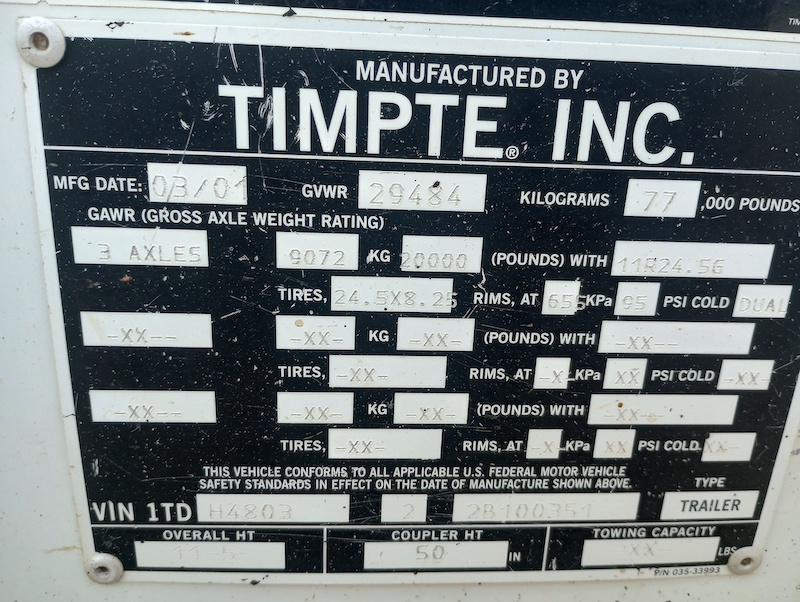 TIM
MANUFACTURED BY
TIMPTE® INC.
MFG DATE: 03/01 GVWR 29484 KILOGRAMS 77 ,000 POUNDS
GAWR (GROSS AXLE WEIGHT RATING)
3 AXLES 9072 KG 20000 (POUNDS) WITH 11R24.5G
TIRES, 24.5X8.25 RIMS, AT 655 KPa 95 PSI COLD DUAL
-XX-- -XX- KG -XX- (POUNDS) WITH -XX--
TIRES, -XX- RIMS, AT -X- KPa XX PSI COLD -XX-
-XX-- -XX- KG -XX- (POUNDS) WITH -XX--
TIRES, -XX- RIMS, AT -X- KPa XX PSI COLD XX-
THIS VEHICLE CONFORMS TO ALL APPLICABLE U.S. FEDERAL MOTOR VEHICLE
SAFETY STANDARDS IN EFFECT ON THE DATE OF MANUFACTURE SHOWN ABOVE.
TYPE
VIN 1TD H4803 2 2B100351 TRAILER
OVERALL HT COUPLER HT TOWING CAPACITY
50 IN XX LBS
P/N 035-33993